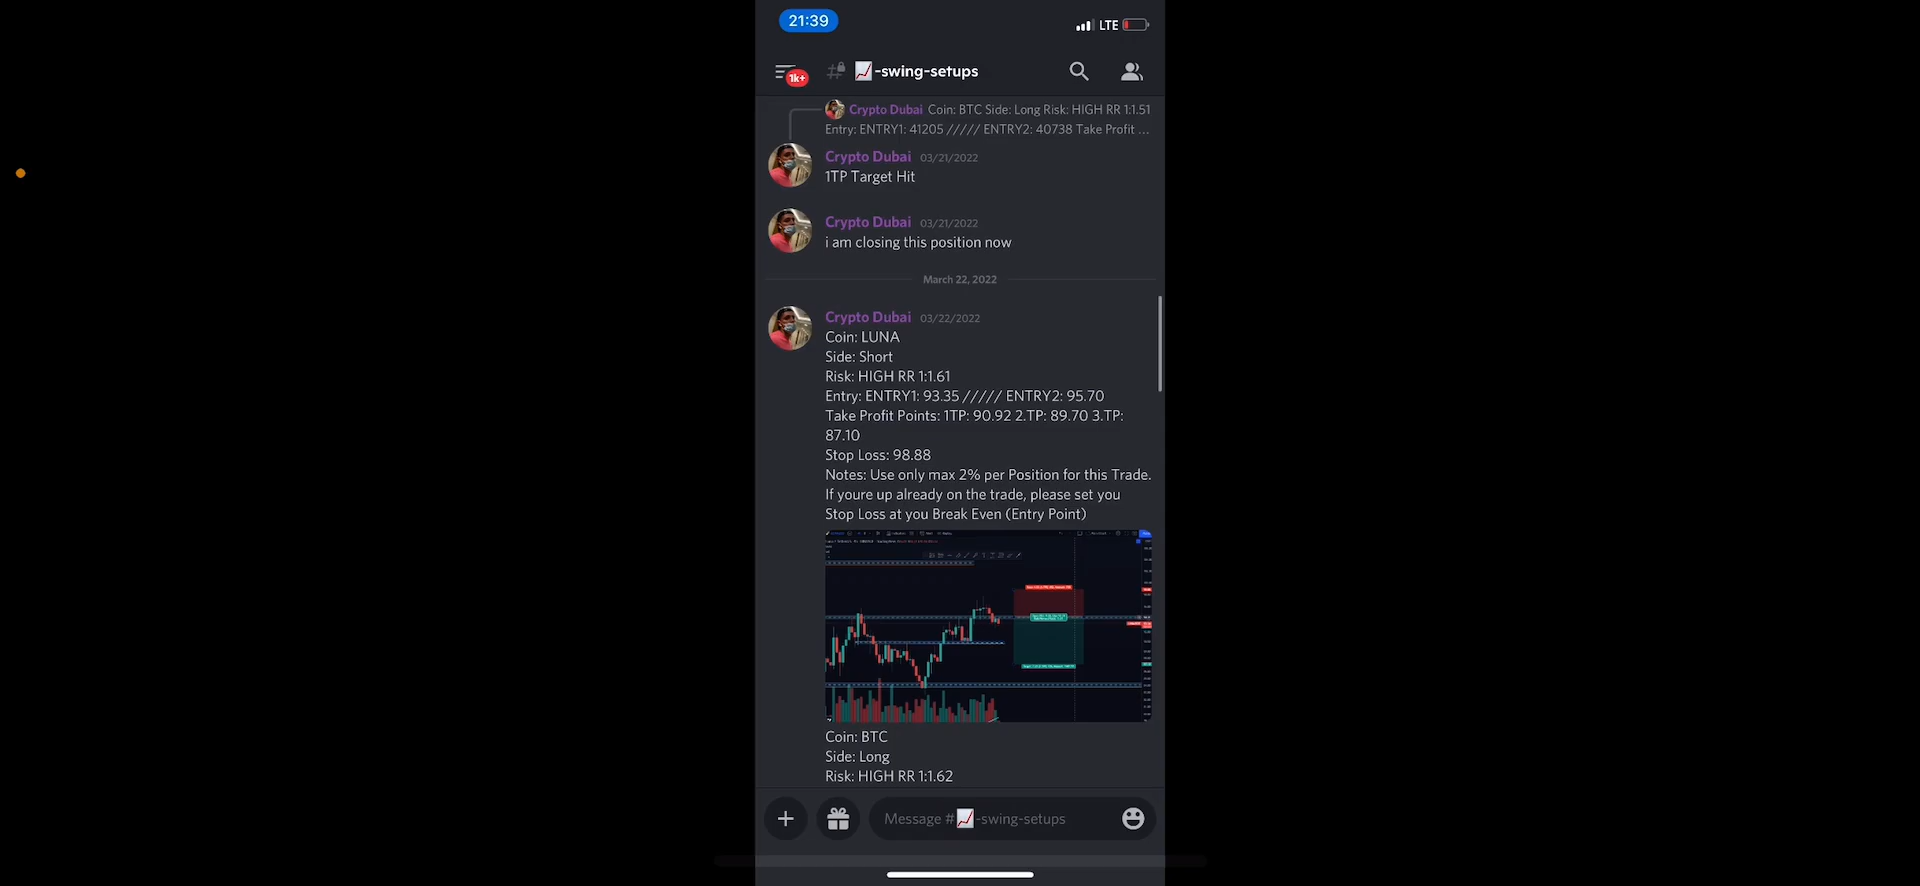 21:39
LTE
1k+
-swing-setups
Crypto Dubai Coin: BTC Side: Long Risk: HIGH RR 1:1.51
Entry: ENTRY1: 41205 ///// ENTRY2: 40738 Take Profit ...
Crypto Dubai 03/21/2022
1TP Target Hit
Crypto Dubai 03/21/2022
i am closing this position now
March 22, 2022
Crypto Dubai 03/22/2022
Coin: LUNA
Side: Short
Risk: HIGH RR 1:1.61
Entry: ENTRY1: 93.35 ///// ENTRY2: 95.70
Take Profit Points: 1TP: 90.92 2.TP: 89.70 3.TP:
87.10
Stop Loss: 98.88
Notes: Use only max 2% per Position for this Trade.
If youre up already on the trade, please set you
Stop Loss at you Break Even (Entry Point)
Coin: BTC
Side: Long
Risk: HIGH RR 1:1.62
Message #📈-swing-setups